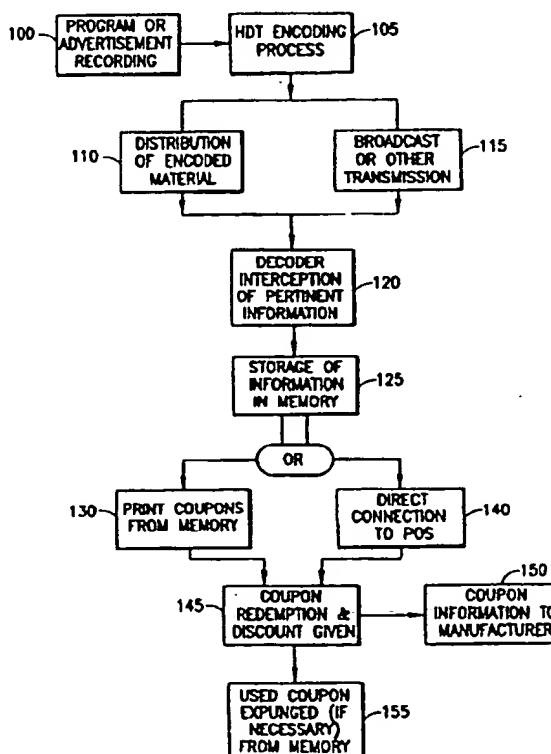 100
PROGRAM OR
ADVERTISEMENT
RECORDING
HDT ENCODING
PROCESS
105
110
DISTRIBUTION
OF ENCODED
MATERIAL
BROADCAST
OR OTHER
TRANSMISSION
115
DECODER
INTERCEPTION
OF PERTINENT
INFORMATION
120
STORAGE OF
INFORMATION
IN MEMORY
125
OR
130
PRINT COUPONS
FROM MEMORY
DIRECT
CONNECTION
TO POS
140
145
COUPON
REDEMPTION &
DISCOUNT GIVEN
150
COUPON
INFORMATION TO
MANUFACTURER
USED COUPON
EXPUNGED (IF
NECESSARY)
FROM MEMORY
155